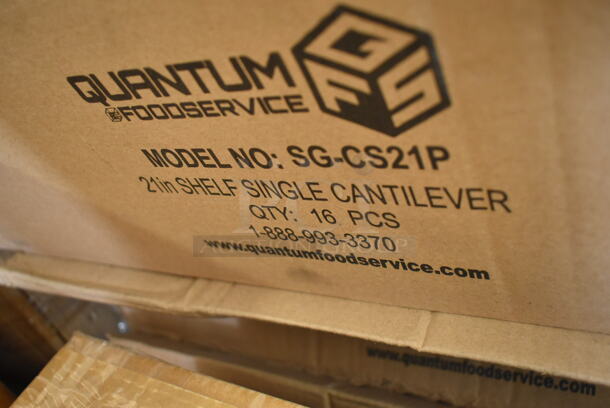 QUANTUM
FOODSERVICE
QFS
MODEL NO: SG-CS21P
21in SHELF SINGLE CANTILEVER
QTY: 16 PCS
1-888-993-3370
www.quantumfoodservice.com
www.quantumfoodservice.com